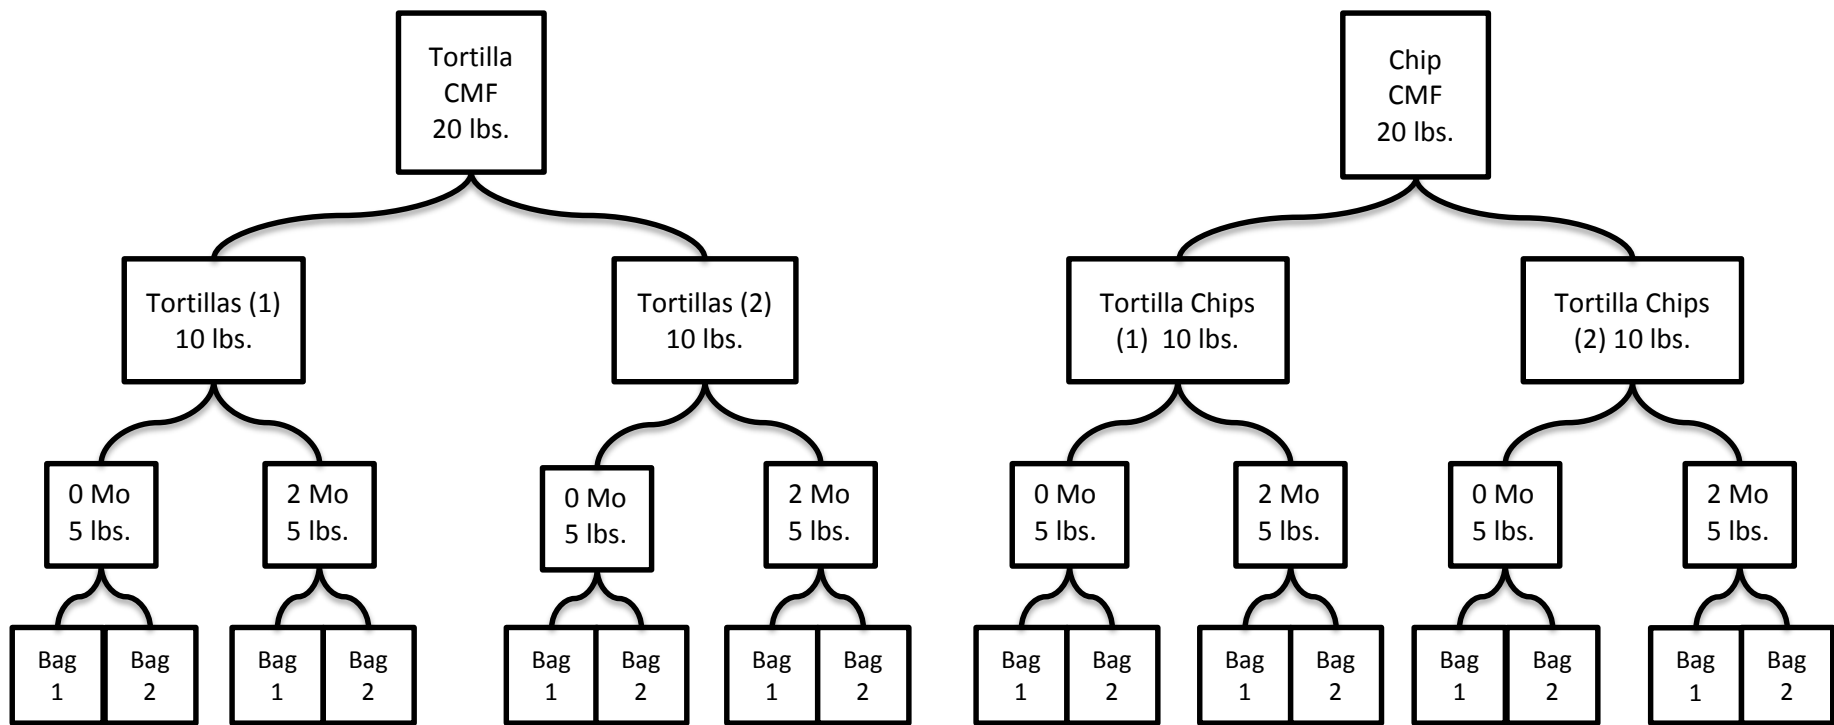 Tortilla
CMF
20 lbs.
Chip
CMF
20 lbs.
Tortillas (1)
10 lbs.
Tortillas (2)
10 lbs.
Tortilla Chips
(1) 10 lbs.
Tortilla Chips
(2) 10 lbs.
0 Mo
5 lbs.
2 Mo
5 lbs.
0 Mo
5 lbs.
2 Mo
5 lbs.
0 Mo
5 lbs.
2 Mo
5 lbs.
0 Mo
5 lbs.
2 Mo
5 lbs.
Bag
1
Bag
2
Bag
1
Bag
2
Bag
1
Bag
2
Bag
1
Bag
2
Bag
1
Bag
2
Bag
1
Bag
2
Bag
1
Bag
2
Bag
1
Bag
2